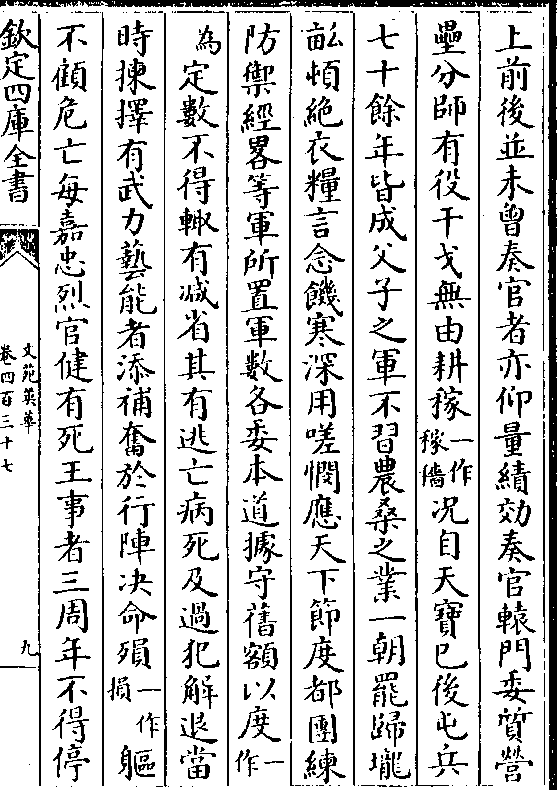 上前後並未曾奏官者亦仰量績効奏官轅門委質營
壘分師有役干戈無由耕稼一作稼穡况自天寶已後屯兵
七十餘年皆成父子之軍不習農桑之業一朝罷歸壠
畝頓絶衣糧言念饑寒深用嗟憫應天下節度都團練
防禦經畧等軍所置軍數各委本道據守舊額以度一作
為定數不得輙有減省其有逃亡病死及過犯解退當
時揀擇有武力藝能者添補奮於行陣决命殞一作損軀
不顧危亡每嘉忠烈官健有死王事者三周年不得停
欽定四庫全書
文苑英華
卷四百三十七
九